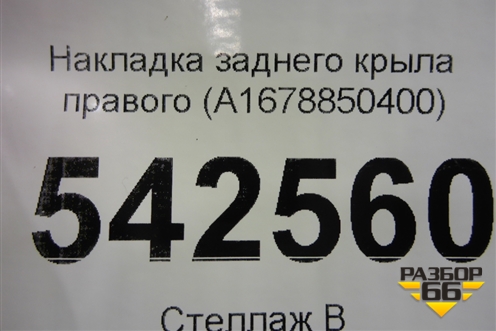 Накладка заднего крыла
правого (A1678850400)
542560
Стеллаж В
РАЗБОР
66